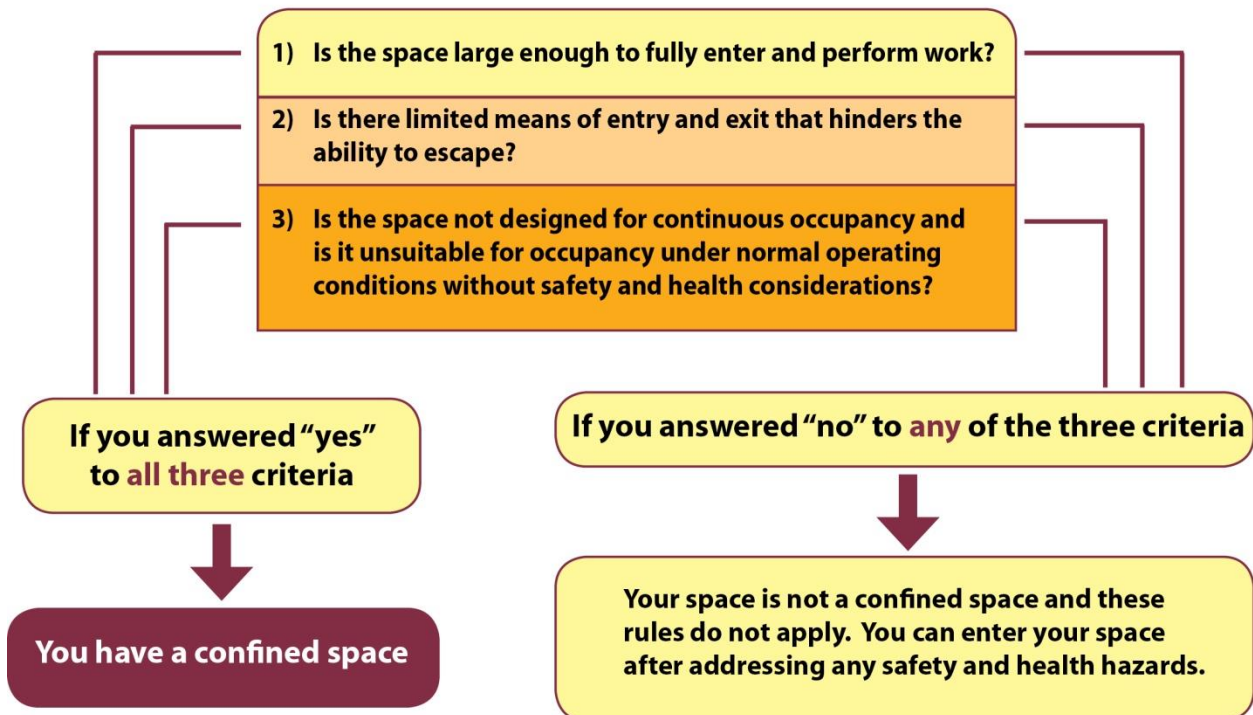 1) Is the space large enough to fully enter and perform work?
2) Is there limited means of entry and exit that hinders the
ability to escape?
3) Is the space not designed for continuous occupancy and
is it unsuitable for occupancy under normal operating
conditions without safety and health considerations?
If you answered “yes”
to all three criteria
If you answered “no” to any of the three criteria
You have a confined space
Your space is not a confined space and these
rules do not apply.  You can enter your space
after addressing any safety and health hazards.